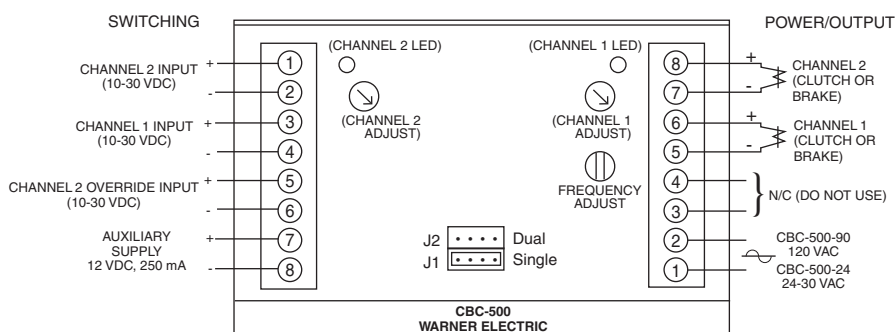 SWITCHING
POWER/OUTPUT
(CHANNEL 2 LED)
(CHANNEL 1 LED)
CHANNEL 2 INPUT
(10-30 VDC)
+
-
CHANNEL 1 INPUT
(10-30 VDC)
+
-
CHANNEL 2 OVERRIDE INPUT
(10-30 VDC)
+
-
AUXILIARY
SUPPLY
12 VDC, 250 mA
+
-
1
2
3
4
5
6
7
8
(CHANNEL 2
ADJUST)
(CHANNEL 1
ADJUST)
FREQUENCY
ADJUST
J2 Dual
J1 Single
8
7
6
5
4
3
2
1
+
-
CHANNEL 2
(CLUTCH OR
BRAKE)
+
-
CHANNEL 1
(CLUTCH OR
BRAKE)
N/C (DO NOT USE)
CBC-500-90
120 VAC
CBC-500-24
24-30 VAC
CBC-500
WARNER ELECTRIC